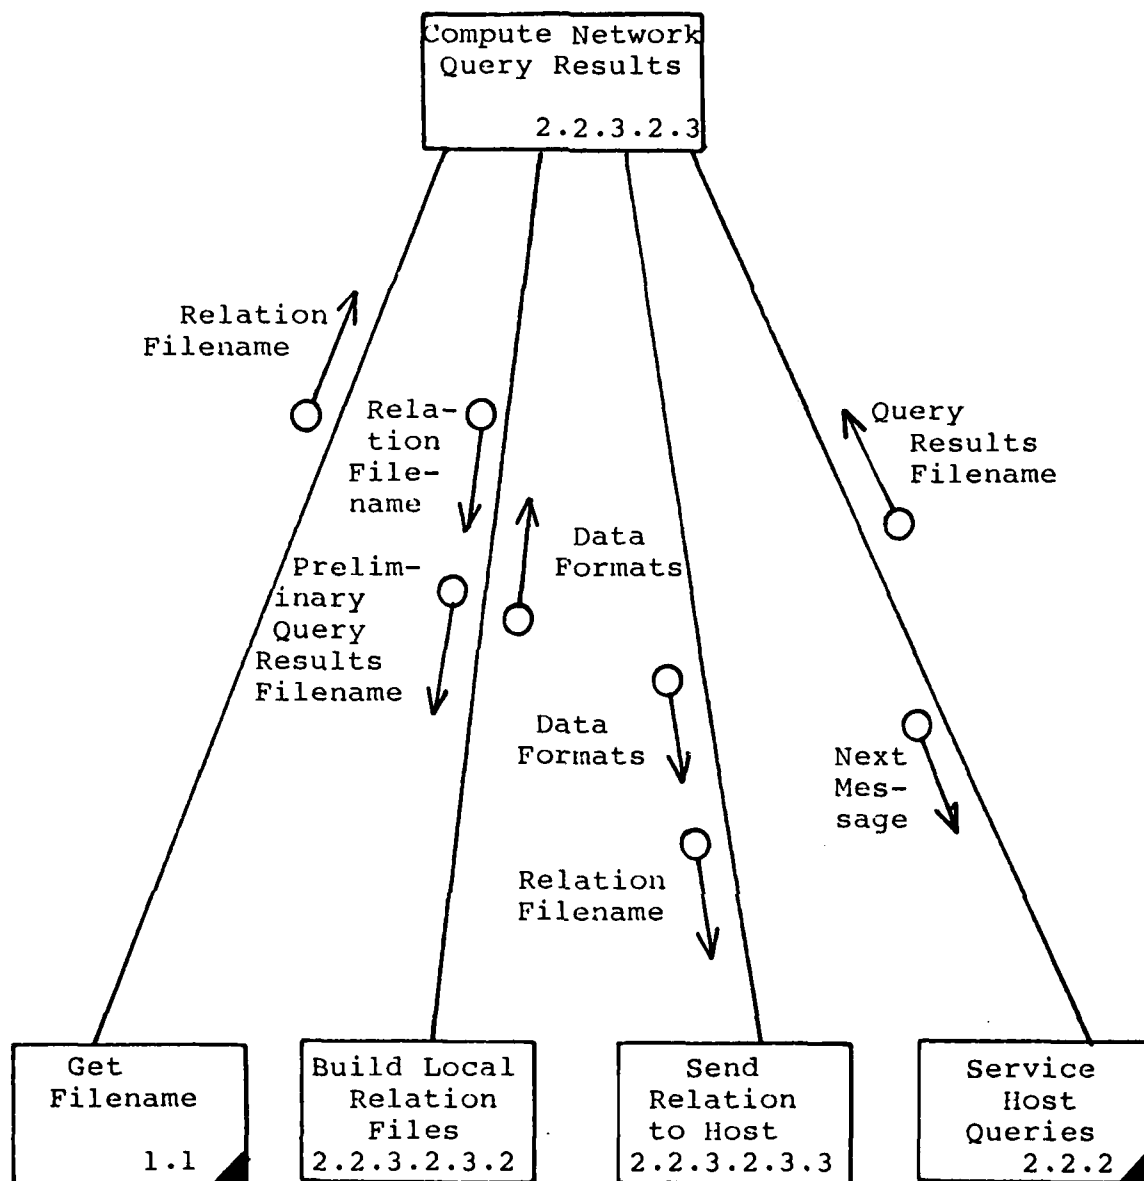 Compute Network
Query Results
2.2.3.2.3
Relation
Filename
Rela-
tion
File-
name
Query
Results
Filename
Data
Formats
Prelim-
inary
Query
Results
Filename
Data
Formats
Next
Mes-
sage
Relation
Filename
Get
Filename
1.1
Build Local
Relation
Files
2.2.3.2.3.2
Send
Relation
to Host
2.2.3.2.3.3
Service
Host
Queries
2.2.2